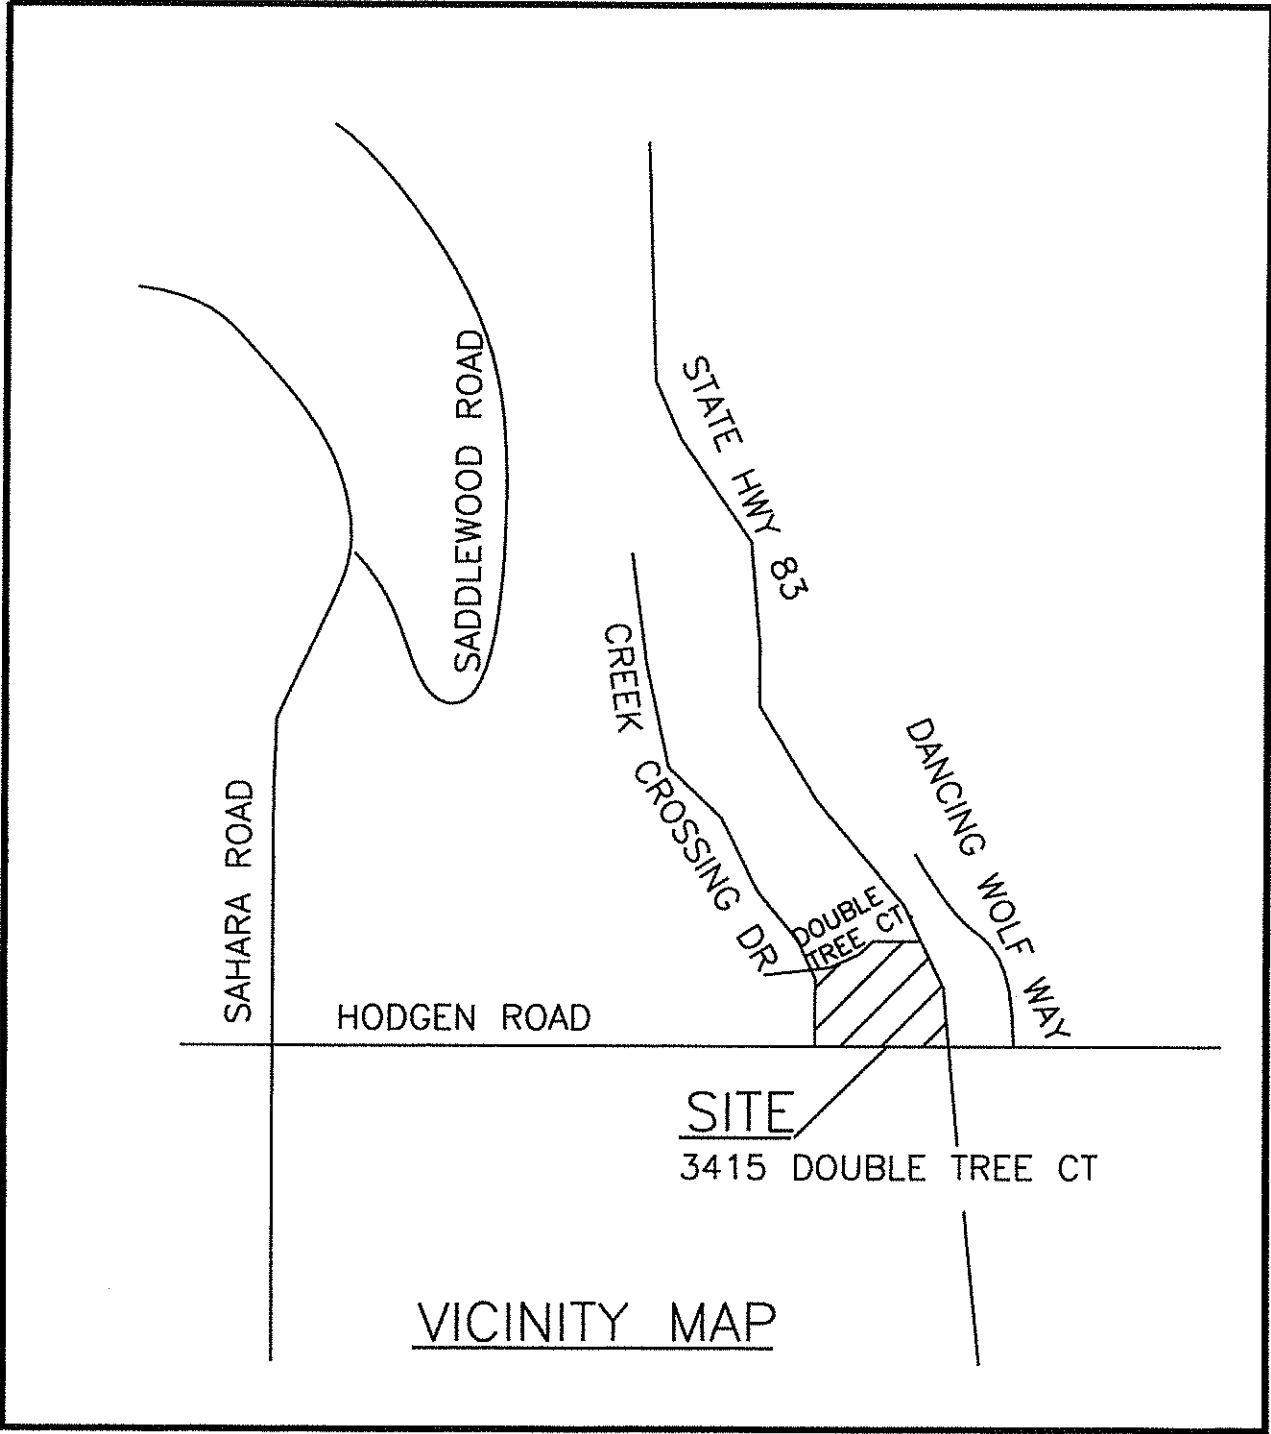 SADDLEWOOD ROAD
STATE HWY 83
CREEK CROSSING DR
DANCING WOLF WAY
SAHARA ROAD
DOUBLE
TREE CT.
HODGEN ROAD
SITE
3415 DOUBLE TREE CT
VICINITY MAP